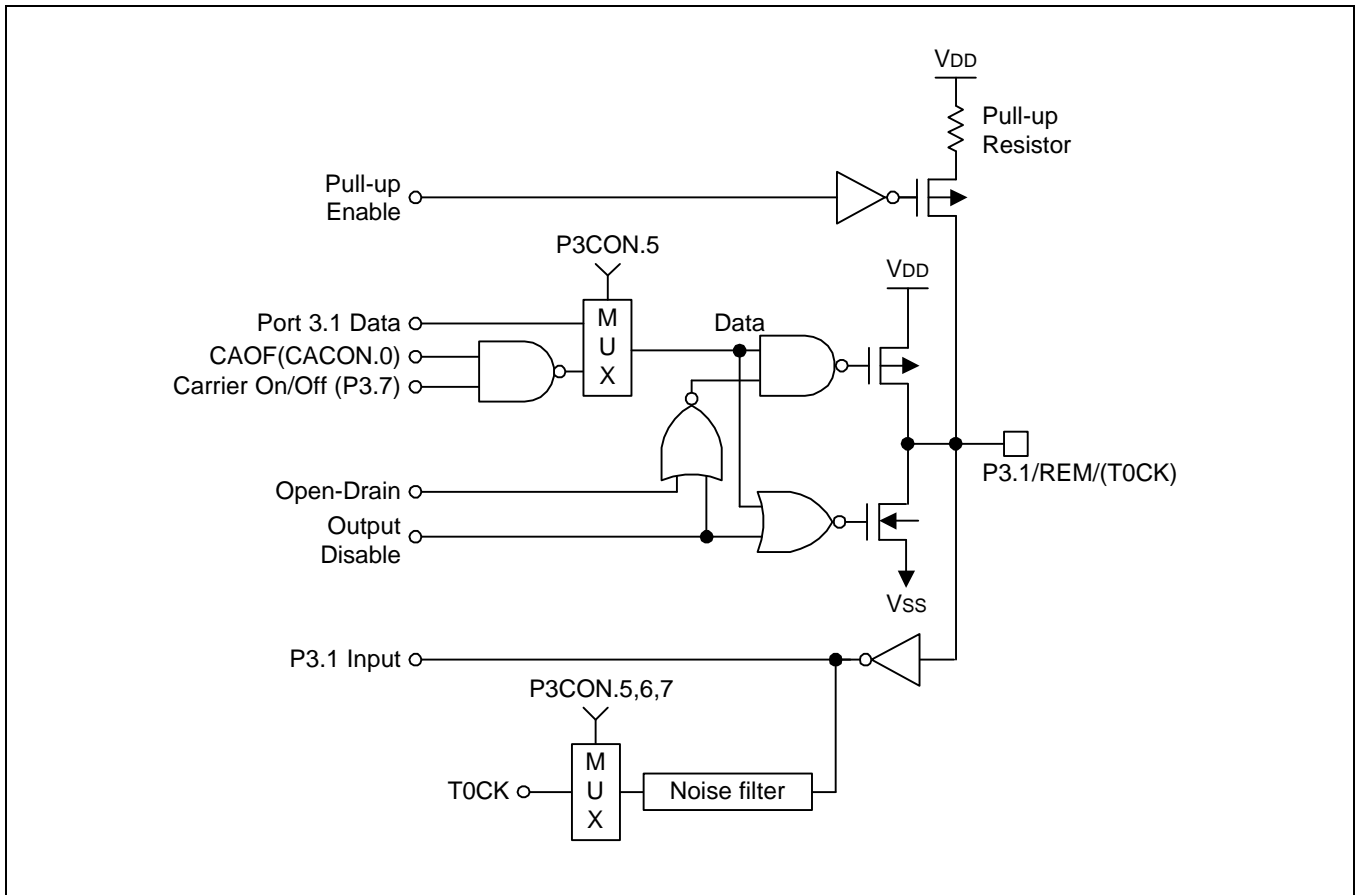 VDD
Pull-up
Resistor
Pull-up
Enable
P3CON.5
VDD
Port 3.1 Data
M
U
X
Data
CAOF(CACON.0)
Carrier On/Off (P3.7)
P3.1/REM/(T0CK)
Open-Drain
Output
Disable
VSS
P3.1 Input
P3CON.5,6,7
T0CK
M
U
X
Noise filter